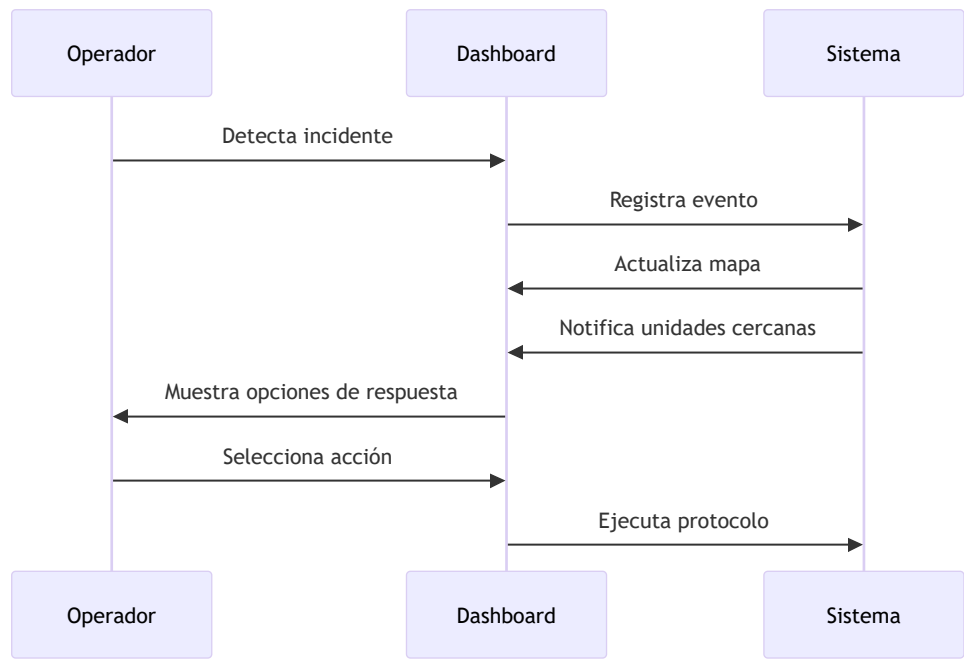 Operador
Dashboard
Sistema
Detecta incidente
Registra evento
Actualiza mapa
Notifica unidades cercanas
Muestra opciones de respuesta
Selecciona acción
Ejecuta protocolo
Operador
Dashboard
Sistema